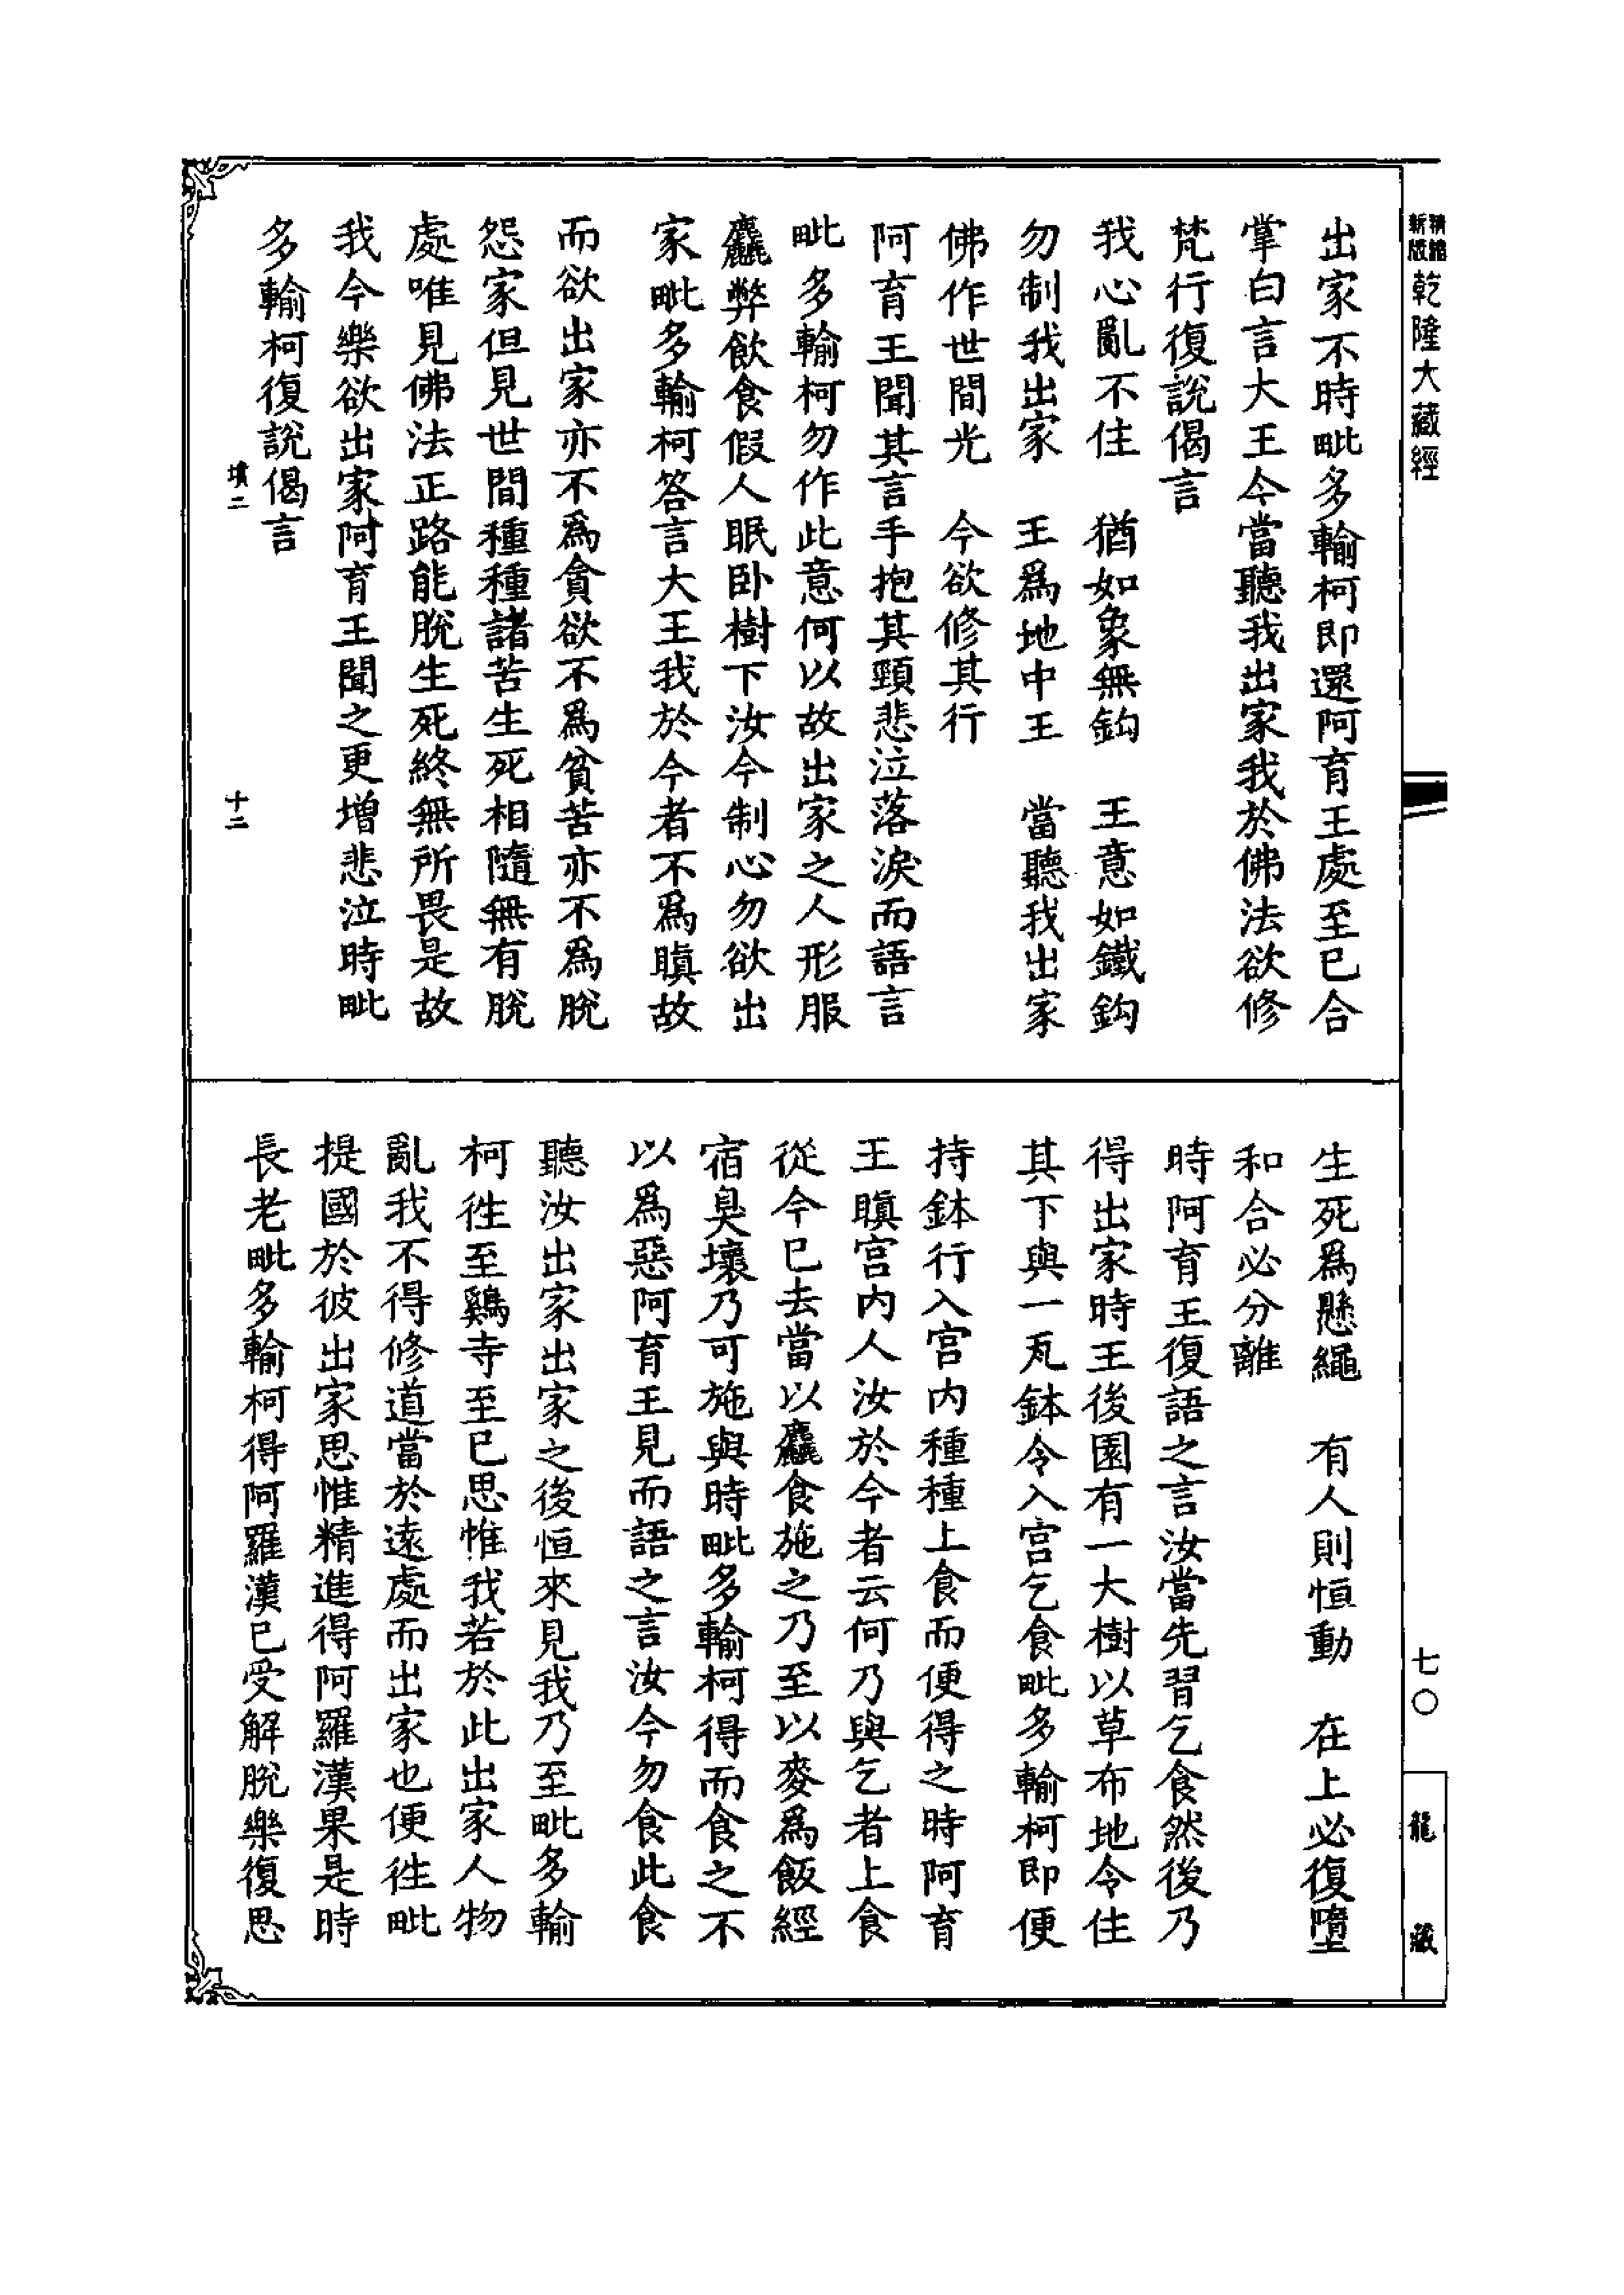 新版
精縮
乾隆大藏經
七〇
龍藏
出家不時毗多輸柯即還阿育王處至已合
掌白言大王今當聽我出家我於佛法欲修
梵行復說偈言
我心亂不住　猶如象無鈎　王意如鐵鈎
勿制我出家　王爲地中王　當聽我出家
佛作世間光　今欲修其行
阿育王聞其言手抱其頸悲泣落淚而語言
毗多輸柯勿作此意何以故出家之人形服
麤弊飲食假人眠卧樹下汝今制心勿欲出
家毗多輸柯答言大王我於今者不爲瞋故
而欲出家亦不爲貪欲不爲貧苦亦不爲脫
怨家但見世間種種諸苦生死相隨無有脫
處唯見佛法正路能脫生死終無所畏是故
我今樂欲出家阿育王聞之更增悲泣時毗
多輸柯復說偈言
墳二　十二
生死爲懸繩　有人則恒動　在上必復墮
和合必分離
時阿育王復語之言汝當先習乞食然後乃
得出家時王後園有一大樹以草布地令住
其下與一瓦鉢令入宮乞食毗多輸柯即便
持鉢行入宮内種種上食而便得之時阿育
王瞋宮内人汝於今者云何乃與乞者上食
從今已去當以麤食施之乃至以麥爲飯經
宿臭壞乃可施與時毗多輸柯得而食之不
以爲惡阿育王見而語之言汝今勿食此食
聽汝出家出家之後恒來見我乃至毗多輸
柯徃至鷄寺至已思惟我若於此出家人物
亂我不得修道當於遠處而出家也便徃毗
提國於彼出家思惟精進得阿羅漢果是時
長老毗多輸柯得阿羅漢已受解脫樂復思